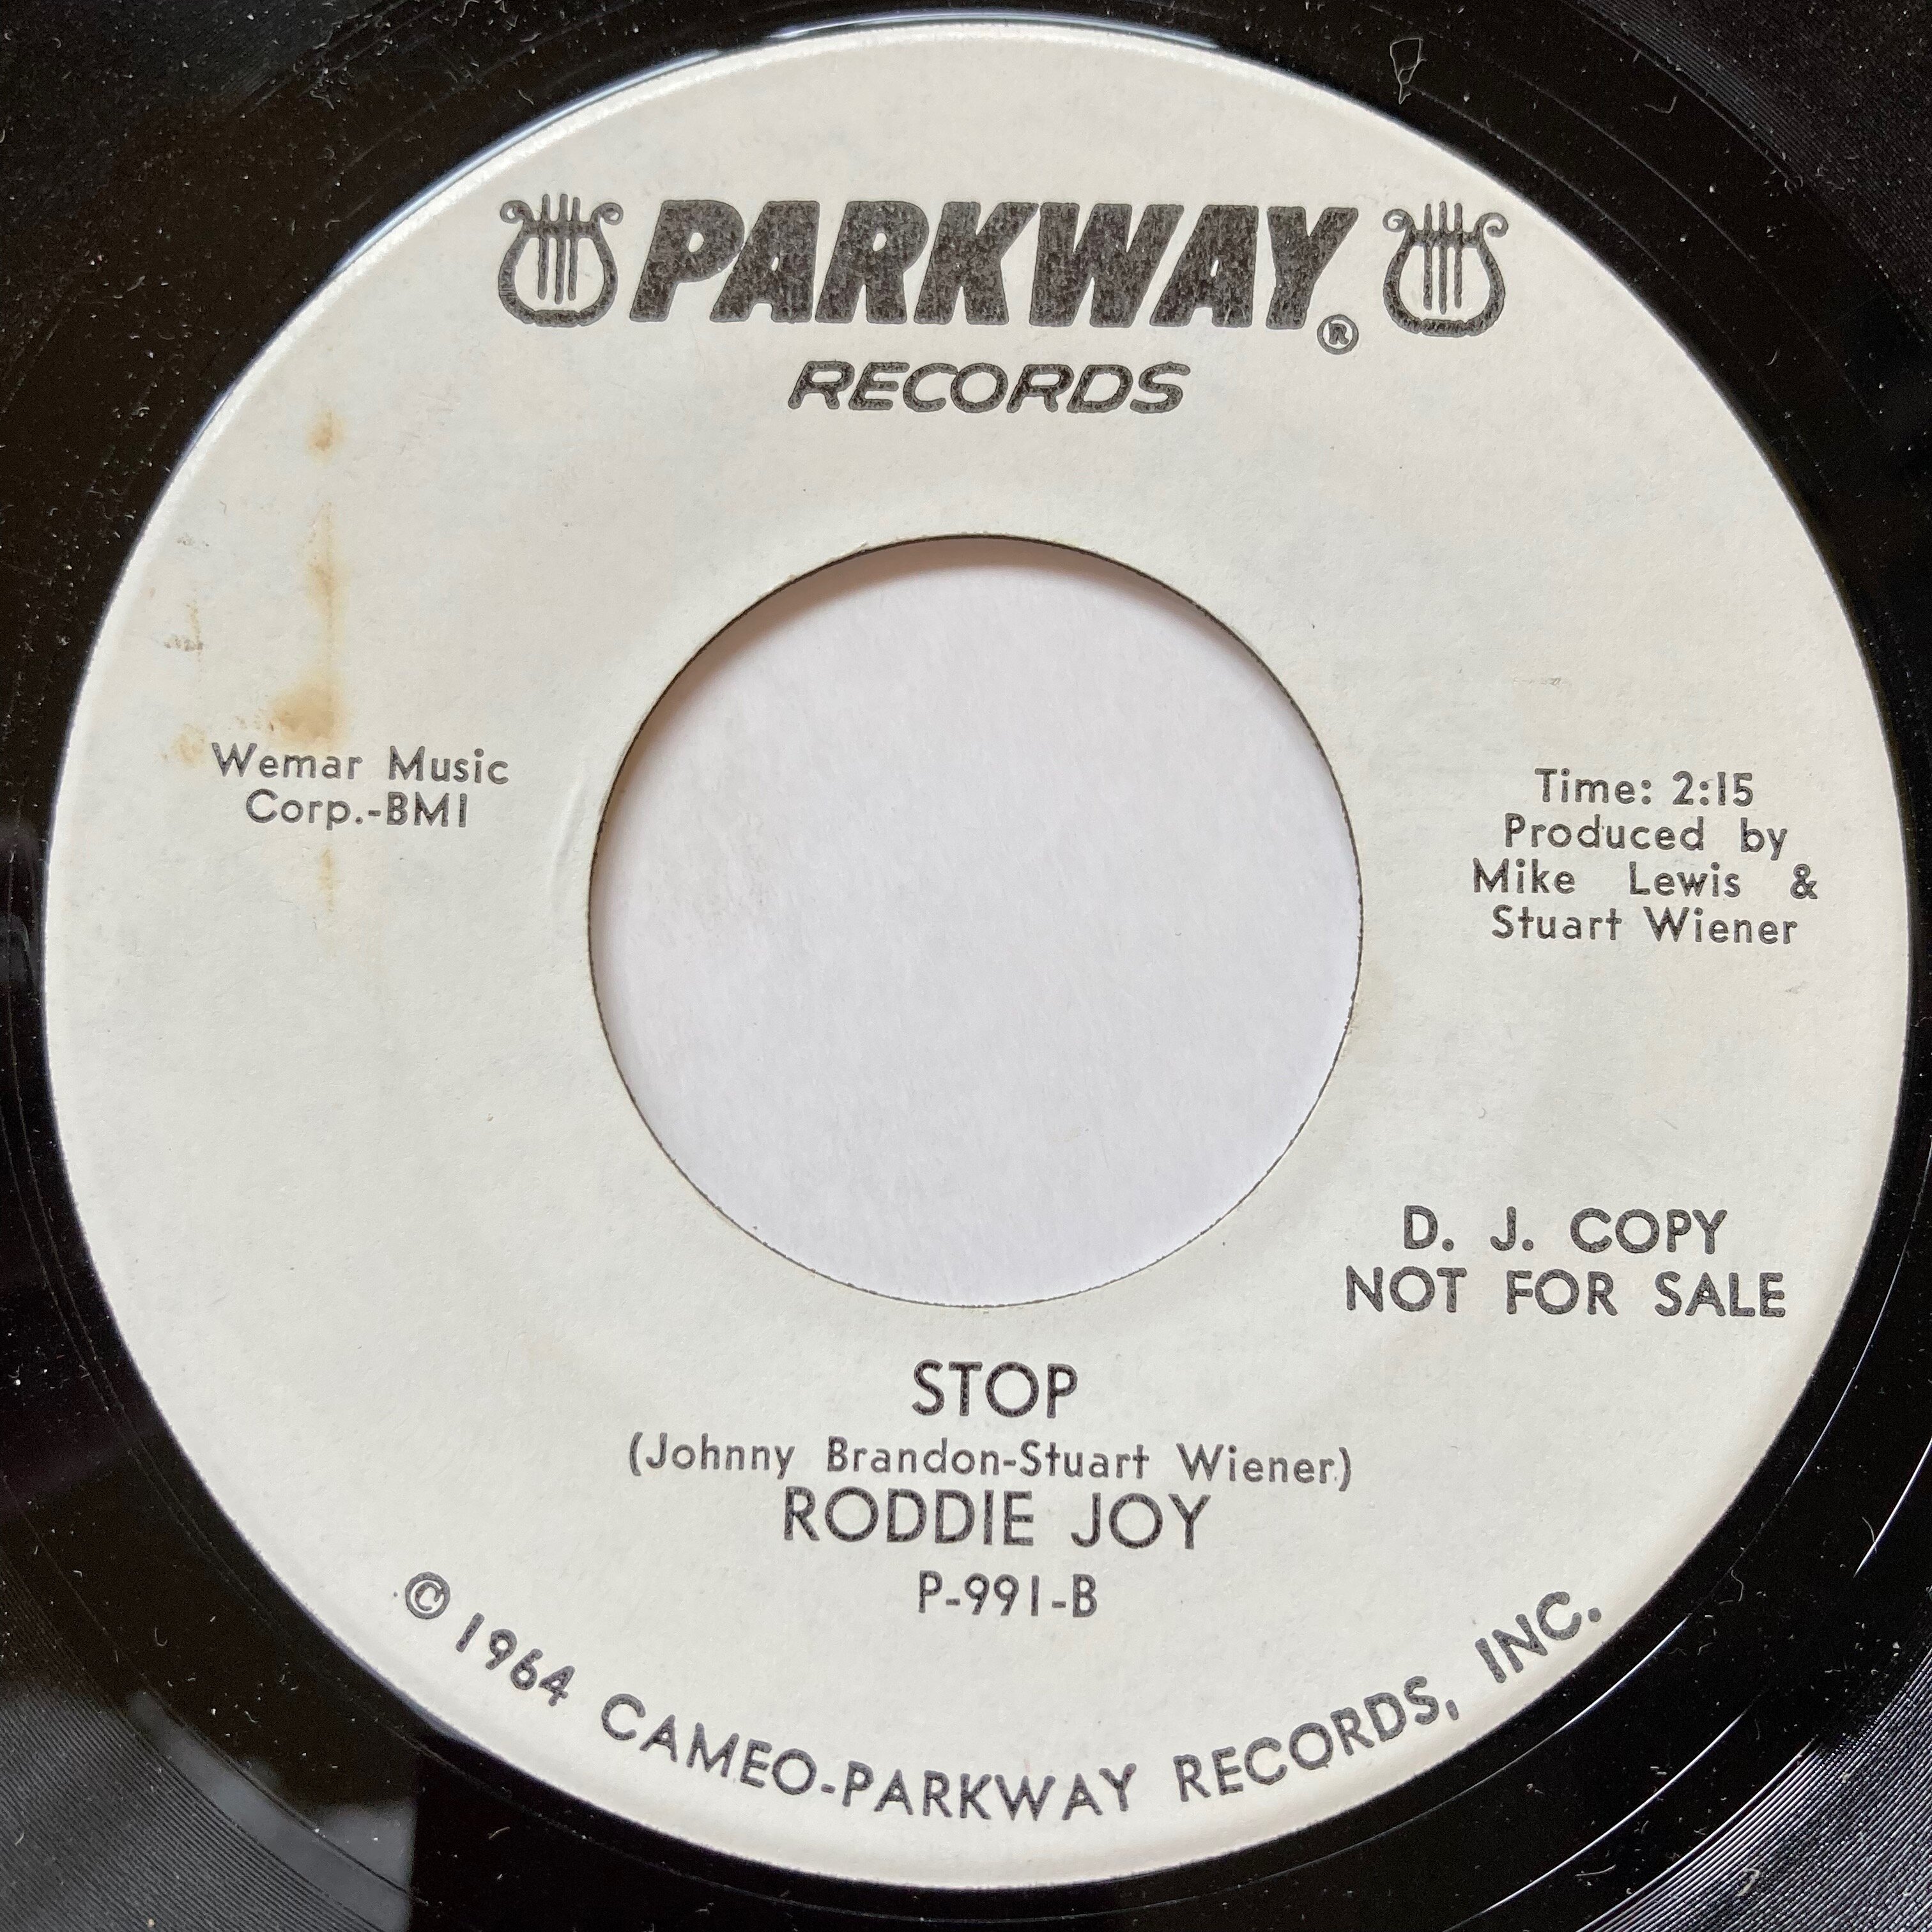 PARKWAY®
RECORDS
Wemar Music
Corp.-BMI
Time: 2:15
Produced by
Mike Lewis &
Stuart Wiener
D. J. COPY
NOT FOR SALE
STOP
(Johnny Brandon-Stuart Wiener)
RODDIE JOY
P-991-B
© 1964 CAMEO-PARKWAY RECORDS, INC.